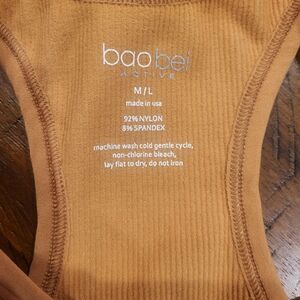 baobei
ACTIVE
M/L
made in usa
92% NYLON
8% SPANDEX
machine wash cold gentle cycle,
non-chlorine bleach,
lay flat to dry, do not iron